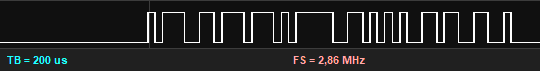 TB = 200 us FS = 2,86 MHz